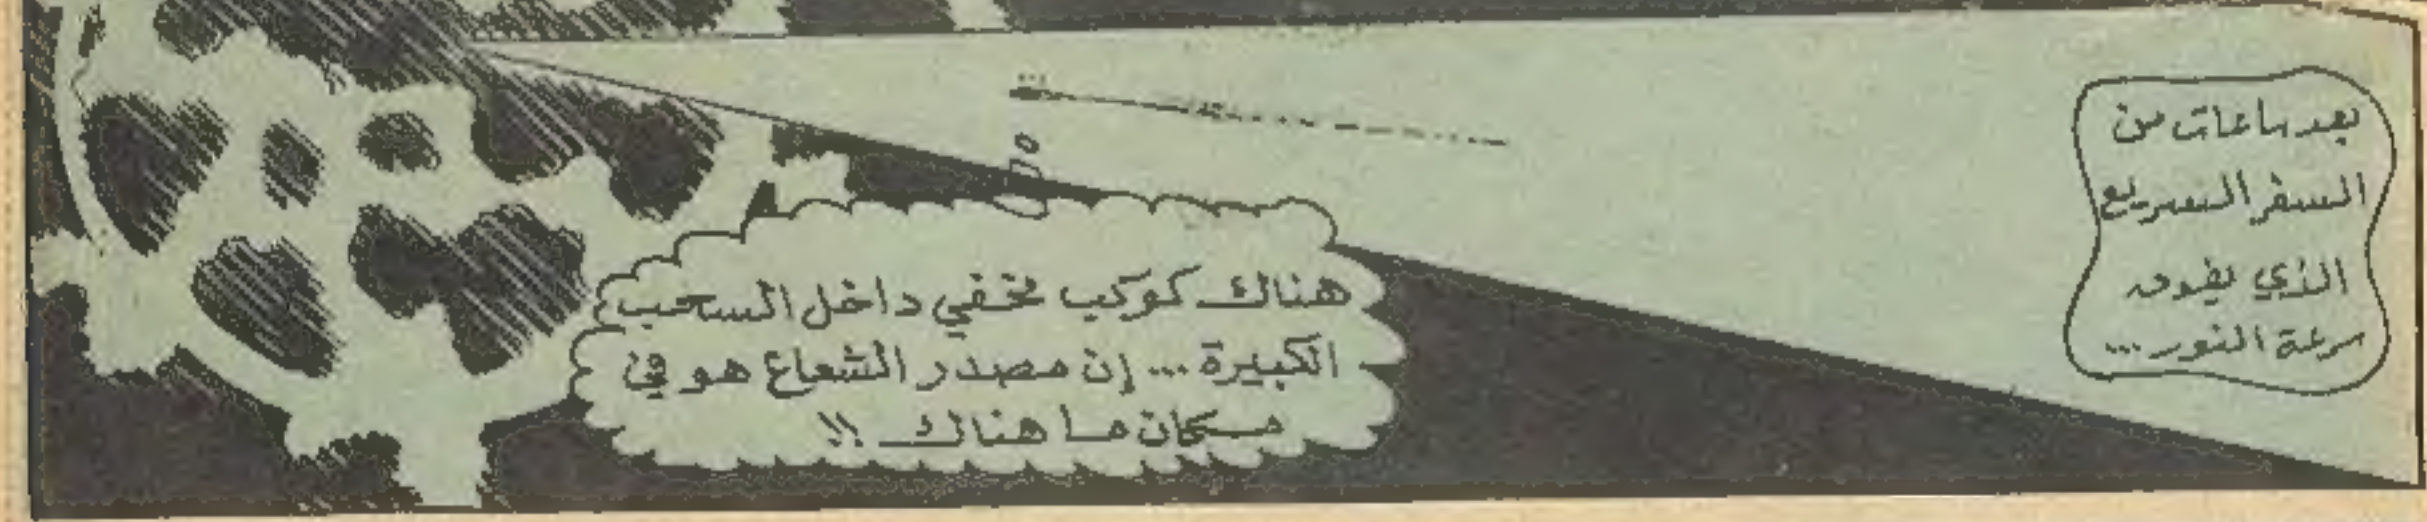 بعد ساعات من
السفر السريع
الذي يفوق
سرعة النور...
هناك كوكب مخفي داخل السحب
الكبيرة... إن مصدر الشعاع هو في
مكان ما هناك !!